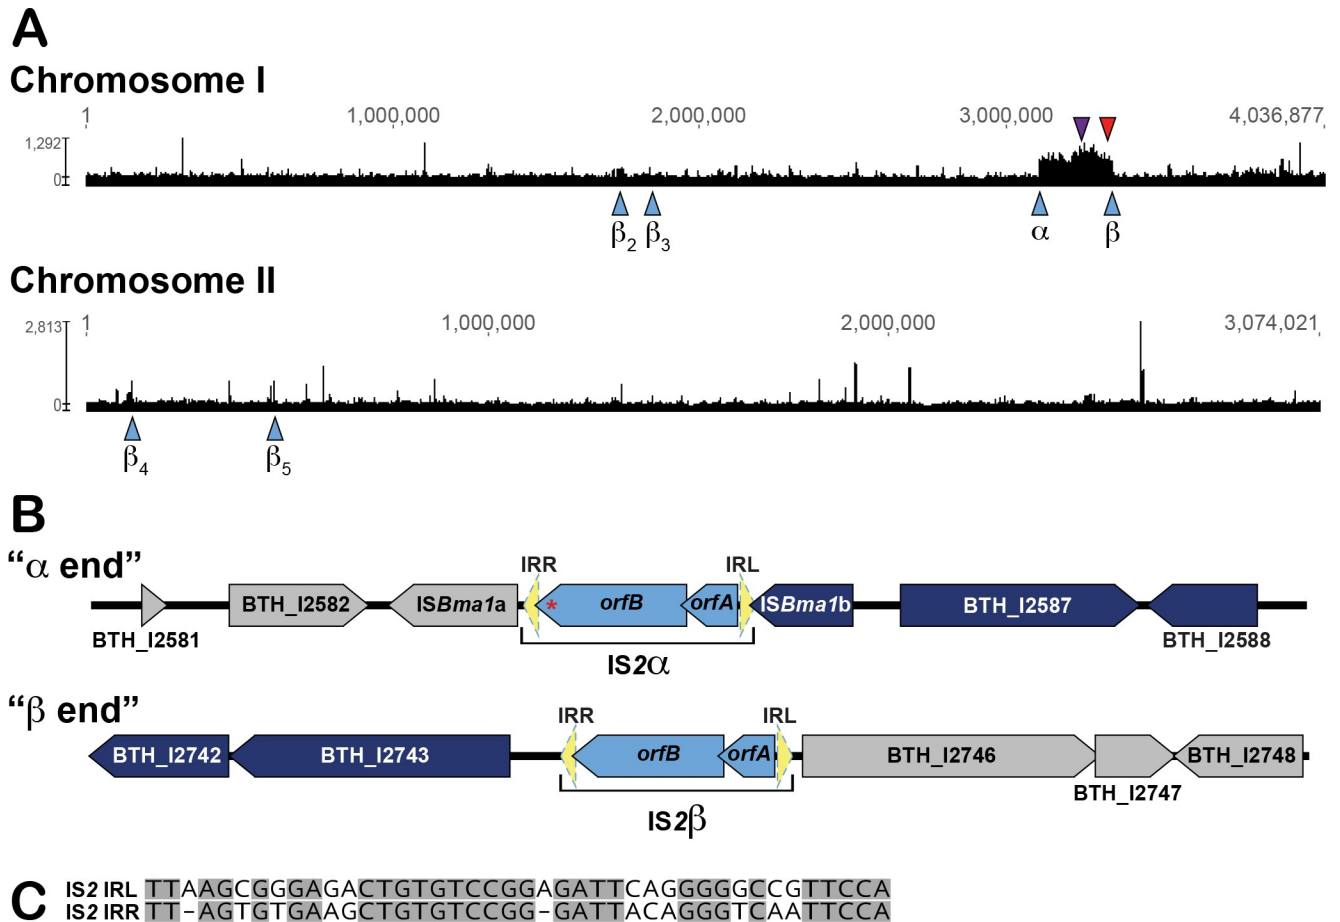 A
Chromosome I
1 1,000,000 2,000,000 3,000,000 4,036,877
1,292
0
β2 β3 α β
Chromosome II
1 1,000,000 2,000,000 3,074,021
2,813
0
β4 β5
B
“α end”
IRR IRL
BTH_I2582 ISBma1a * orfB orfA ISBma1b BTH_I2587
BTH_I2581 BTH_I2588
IS2α
“β end”
IRR IRL
BTH_I2742 BTH_I2743 orfB orfA BTH_I2746 BTH_I2748
BTH_I2747
IS2β
C
IS2 IRL TTAAGCGGGAGACTGTGTCCGGAGATTCAGGGGGCCGTTCCA
IS2 IRR TT-AGTGTGAAGCTGTGTCCGG-GATTACAGGGTCAATTCCA